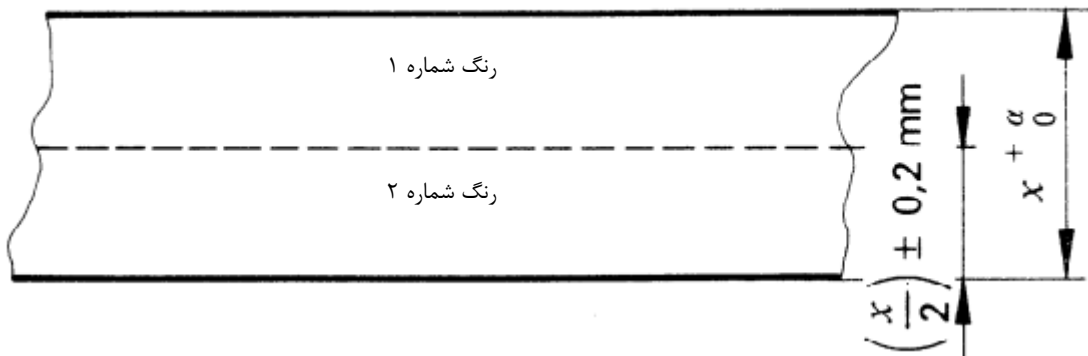 رنگ شماره ۱
رنگ شماره ۲
(x/2) ± 0,2 mm
x +α 0